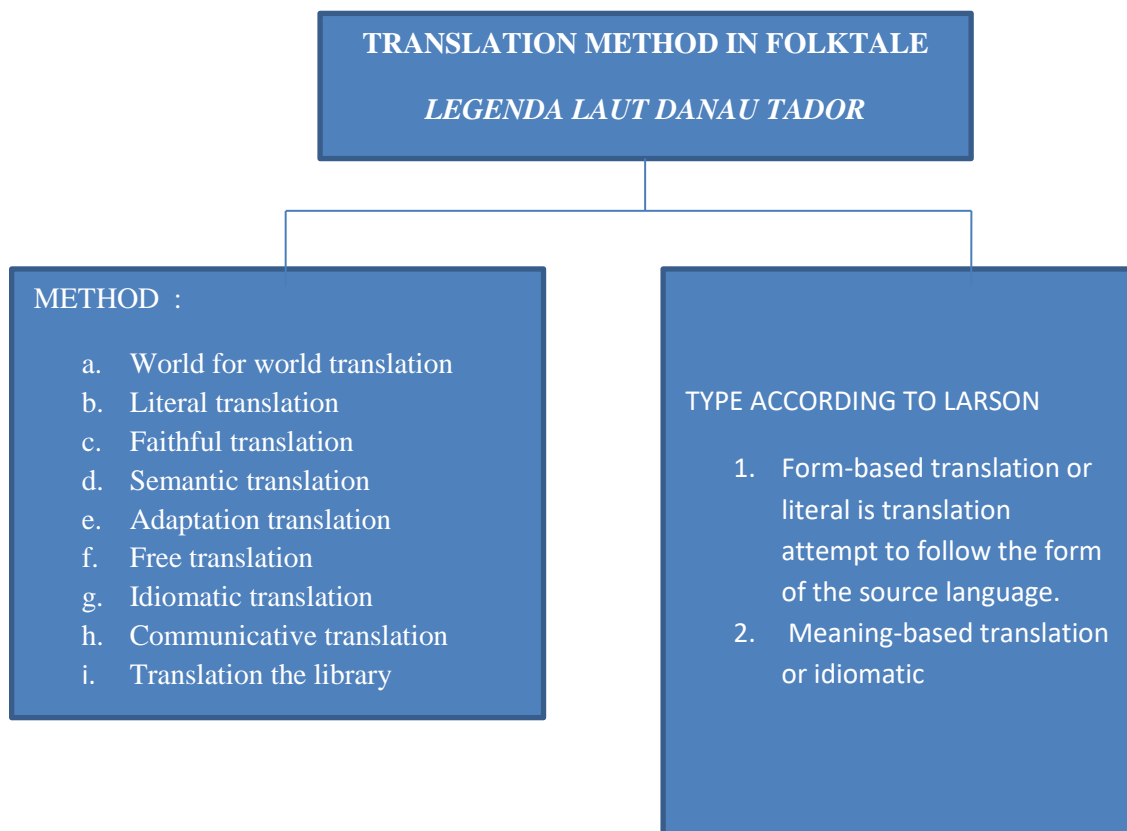 TRANSLATION METHOD IN FOLKTALE
LEGENDA LAUT DANAU TADOR
METHOD :
a. World for world translation
b. Literal translation
c. Faithful translation
d. Semantic translation
e. Adaptation translation
f. Free translation
g. Idiomatic translation
h. Communicative translation
i. Translation the library
TYPE ACCORDING TO LARSON
1. Form-based translation or
literal is translation
attempt to follow the form
of the source language.
2. Meaning-based translation
or idiomatic